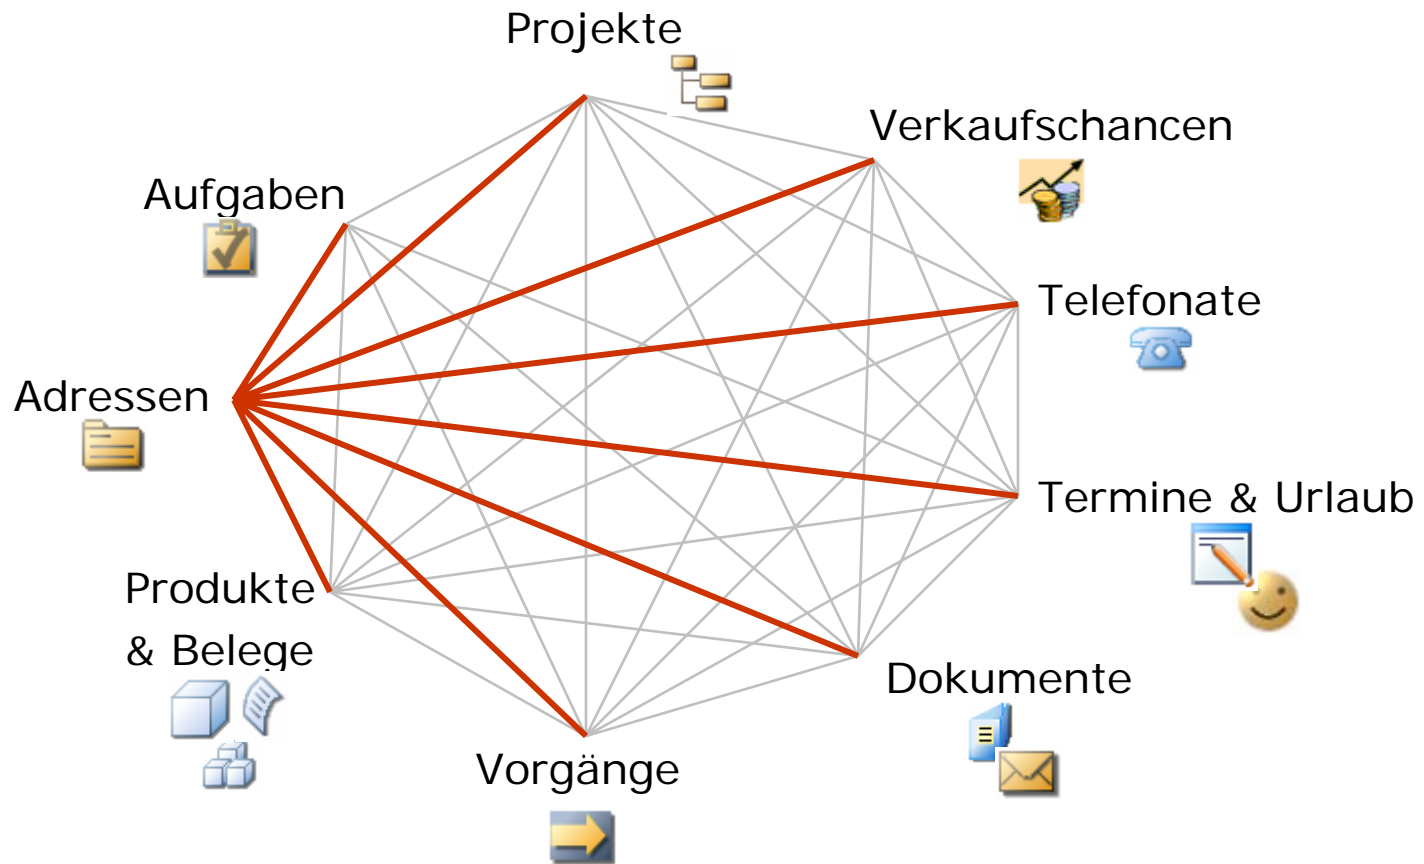 Projekte
Verkaufschancen
Aufgaben
Telefonate
Adressen
Termine & Urlaub
Produkte
& Belege
Dokumente
Vorgänge